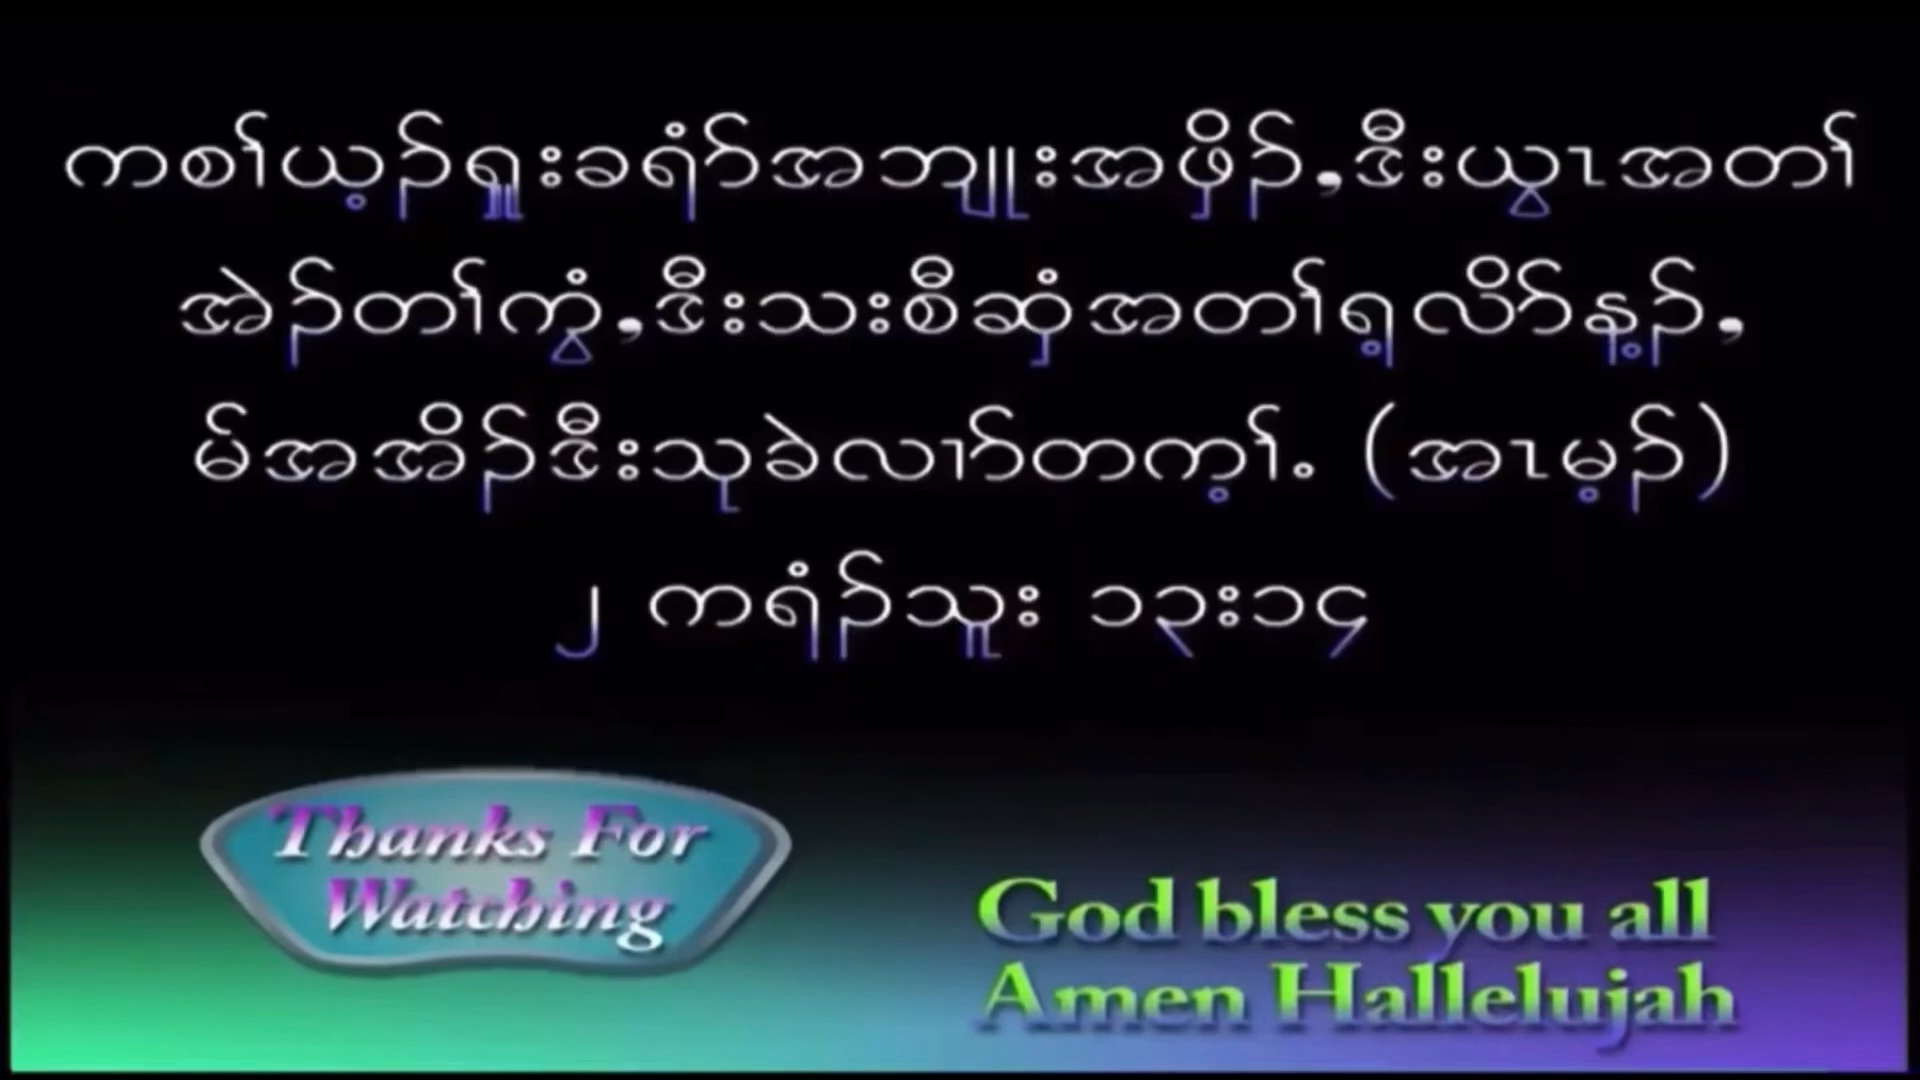 ကစၢ်ယ့ၣ်ရှူးခရံာ်အဘျုးအဖှိၣ်,ဒီးယွၤအတၢ်
အဲၣ်တၢ်ကွံ,ဒီးသးစီဆှံအတၢ်ရ့လိာ်န့ၣ်,
မ်အအိၣ်ဒီးသုခဲလၢာ်တက့ၢ်. (အၤမ့ၣ်)
၂ ကရံၣ်သူး ၁၃း၁၄
Thanks For
Watching
God bless you all
Amen Hallelujah